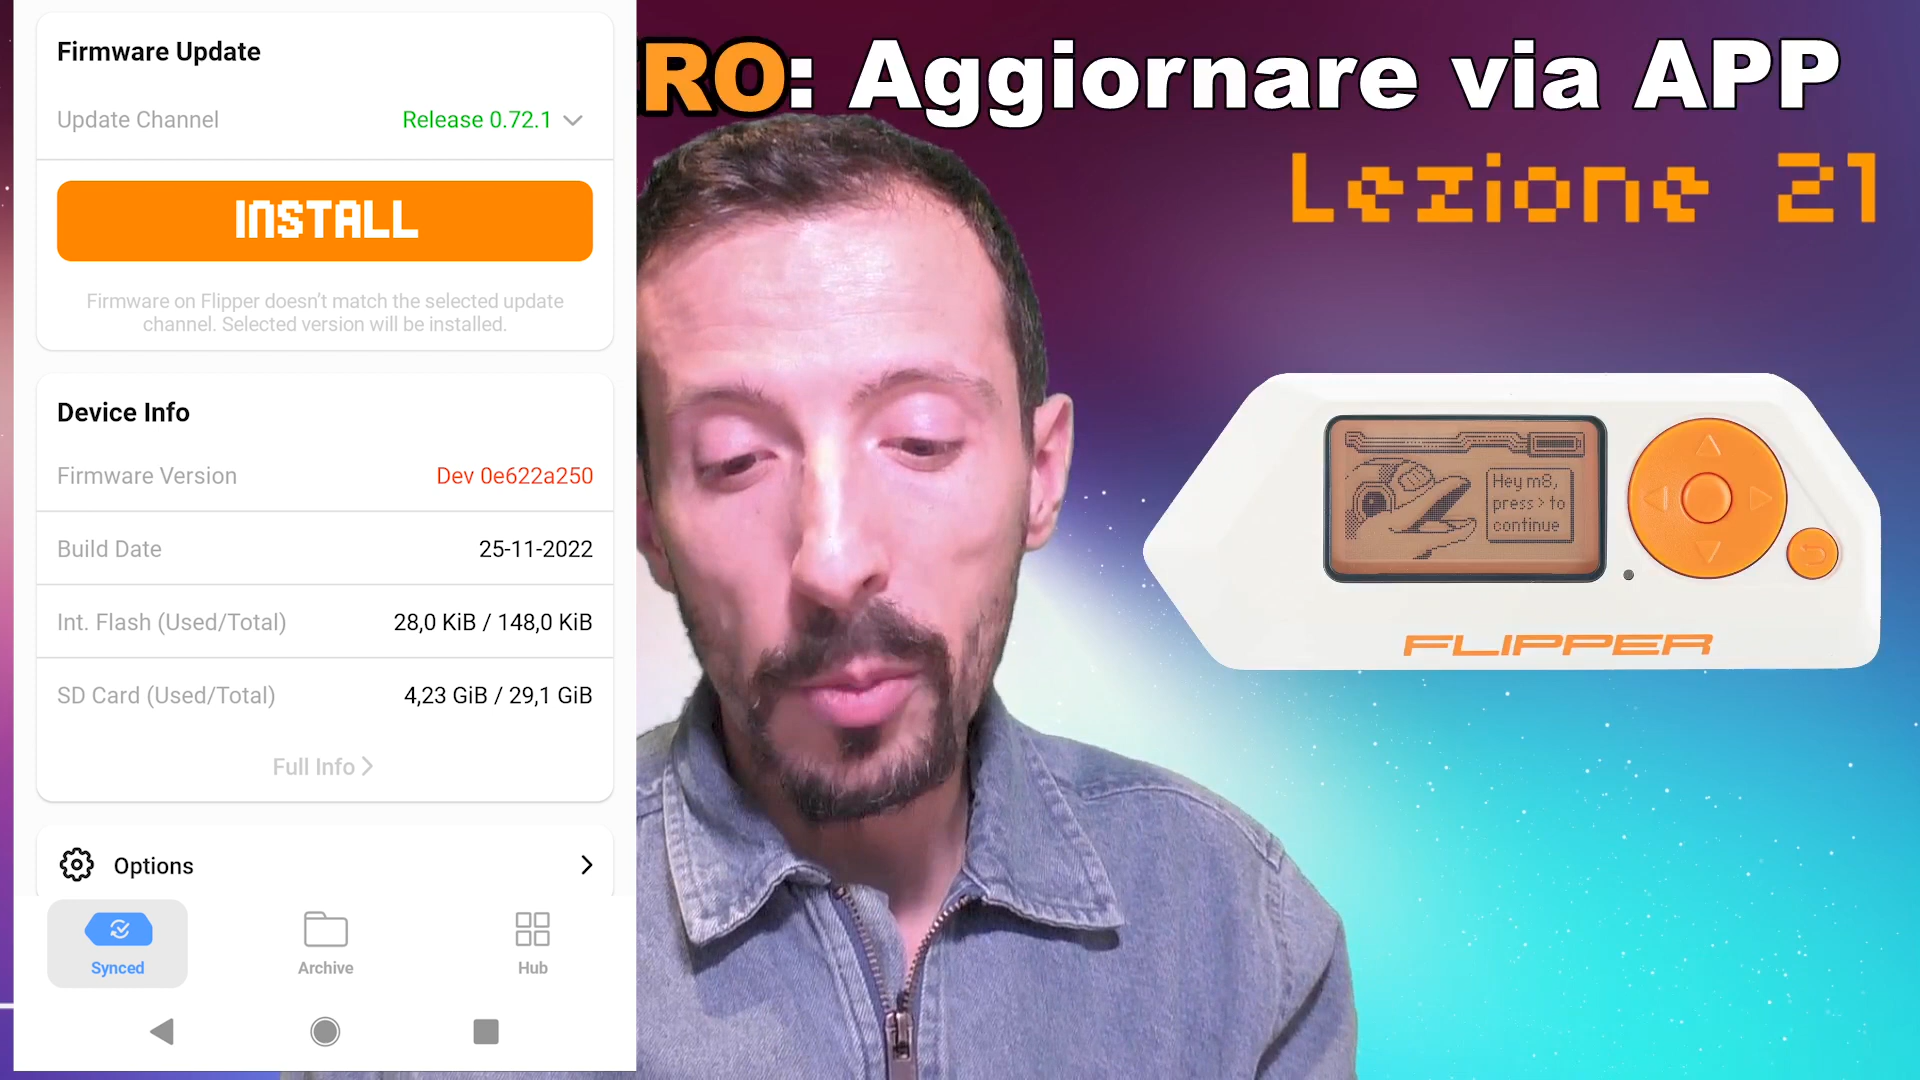 Firmware Update
Update Channel Release 0.72.1
INSTALL
Firmware on Flipper doesn't match the selected update
channel. Selected version will be installed.
Device Info
Firmware Version Dev 0e622a250
Build Date 25-11-2022
Int. Flash (Used/Total) 28,0 KiB / 148,0 KiB
SD Card (Used/Total) 4,23 GiB / 29,1 GiB
Full Info
Options
Synced Archive Hub
RO: Aggiornare via APP
Lezione 21
Hey m8,
press > to
continue
FLIPPER